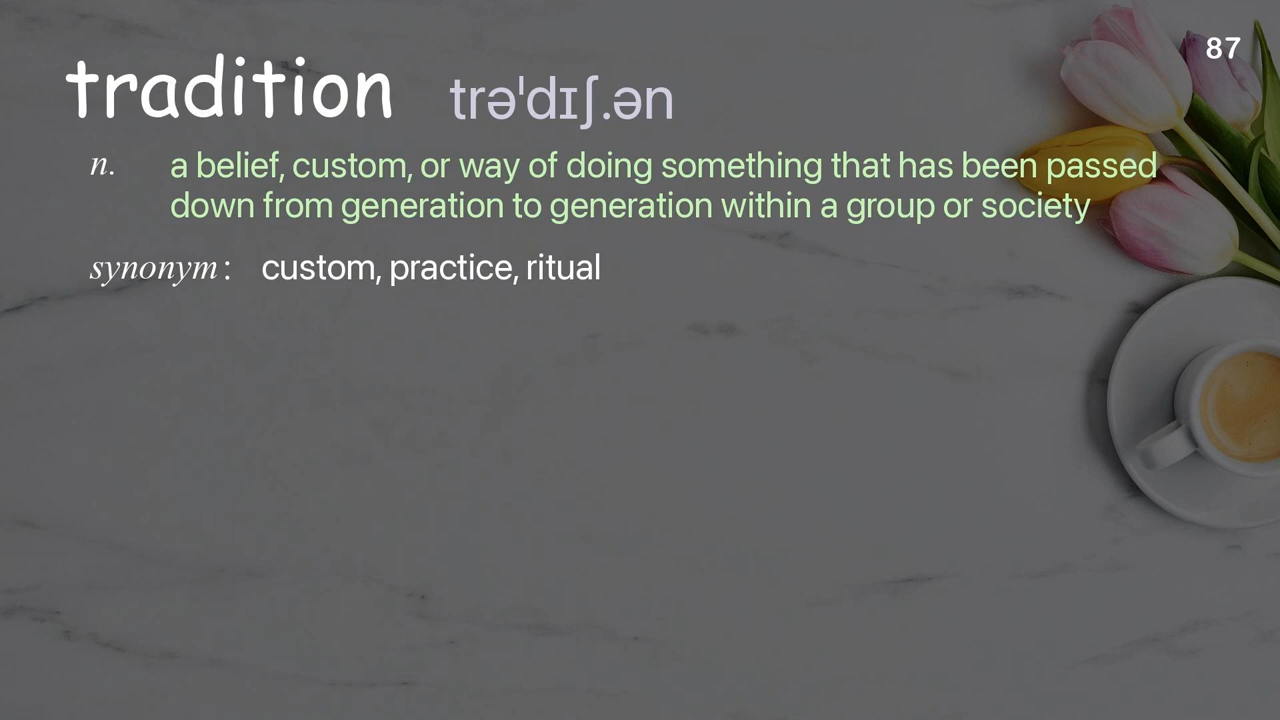 87
tradition trəˈdɪʃ.ən
n. a belief, custom, or way of doing something that has been passed
down from generation to generation within a group or society
synonym: custom, practice, ritual